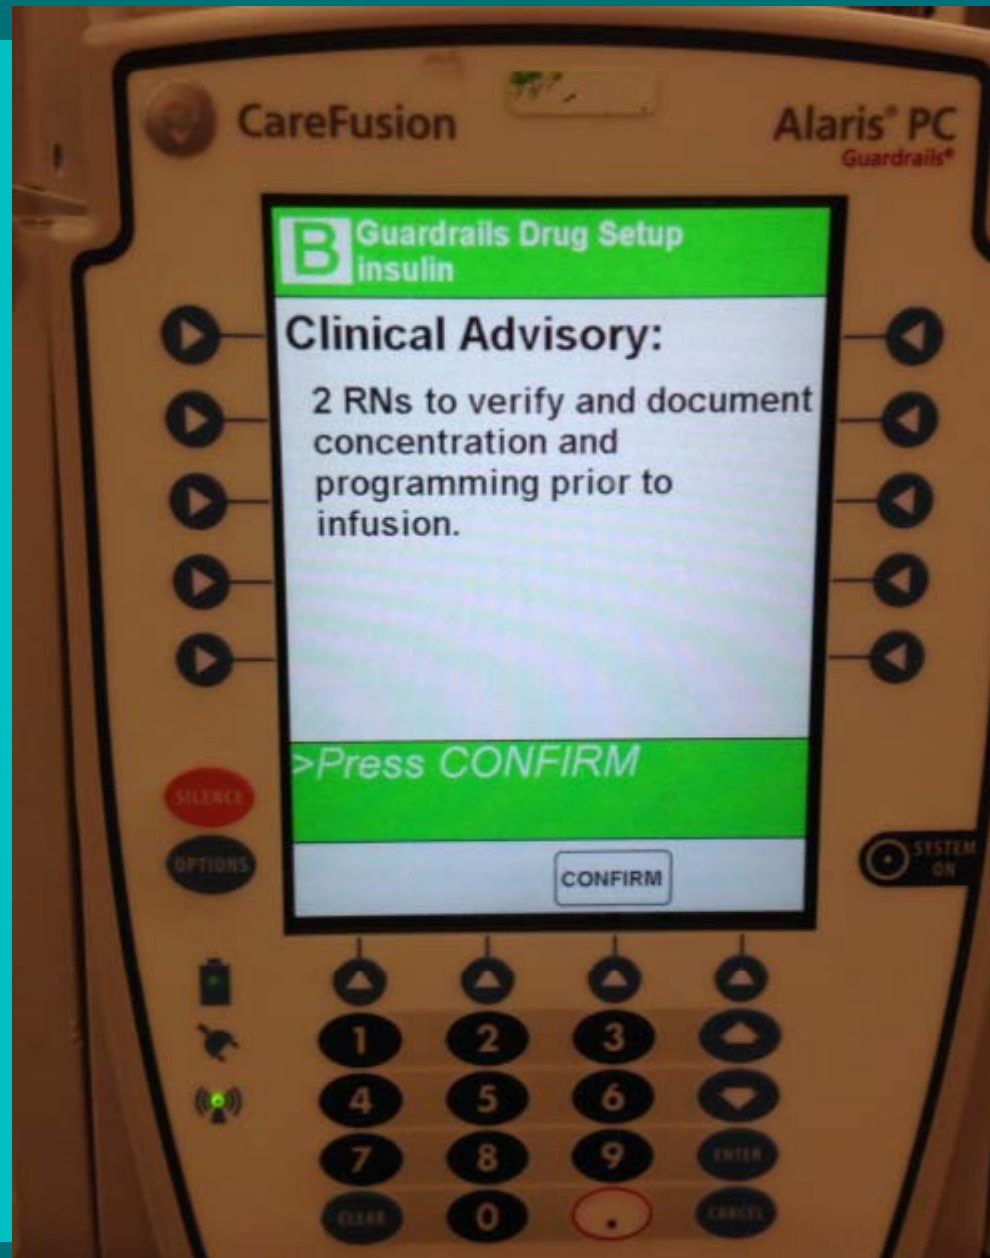 CareFusion
Alaris® PC
Guardrails®
B Guardrails Drug Setup
insulin
Clinical Advisory:
2 RNs to verify and document
concentration and
programming prior to
infusion.
>Press CONFIRM
SILENCE
OPTIONS
CONFIRM
SYSTEM
ON
1 2 3
4 5 6
7 8 9 ENTER
CLEAR 0 . CANCEL